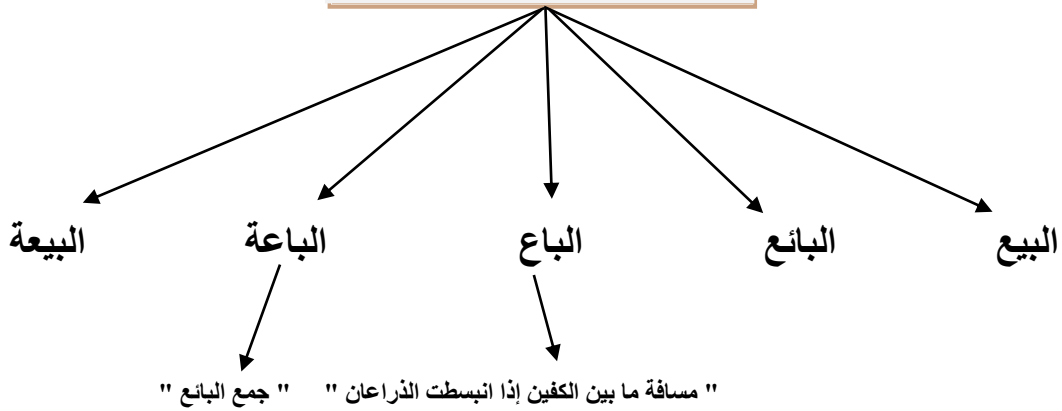 البيع البائع الباع الباعة البيعة
" مسافة ما بين الكفين إذا انبسطت الذراعان " " جمع البائع "